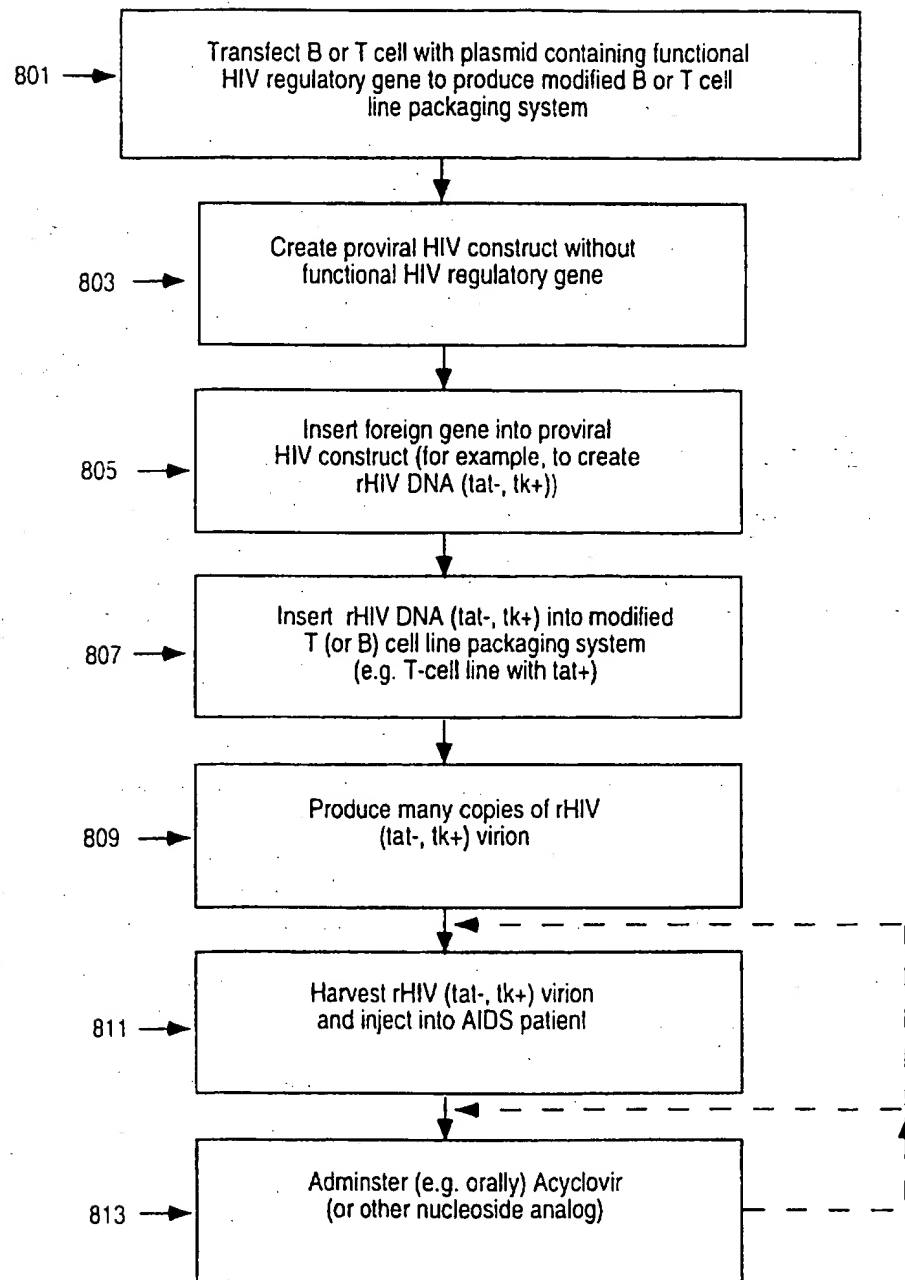 801
Transfect B or T cell with plasmid containing functional
HIV regulatory gene to produce modified B or T cell
line packaging system
803
Create proviral HIV construct without
functional HIV regulatory gene
805
Insert foreign gene into proviral
HIV construct (for example, to create
rHIV DNA (tat-, tk+))
807
Insert rHIV DNA (tat-, tk+) into modified
T (or B) cell line packaging system
(e.g. T-cell line with tat+)
809
Produce many copies of rHIV
(tat-, tk+) virion
811
Harvest rHIV (tat-, tk+) virion
and inject into AIDS patient
813
Adminster (e.g. orally) Acyclovir
(or other nucleoside analog)